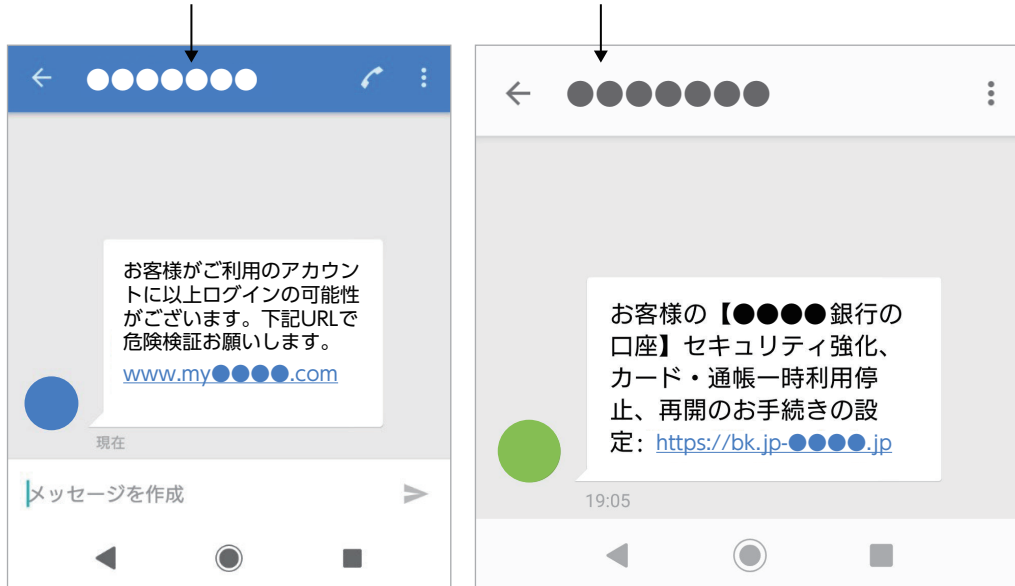 ●●●●●●●
お客様がご利用のアカウン
トに以上ログインの可能性
がございます。下記URLで
危険検証お願いします。
www.my●●●●.com
現在
メッセージを作成
●●●●●●●
お客様の【●●●●銀行の
口座】セキュリティ強化、
カード・通帳一時利用停
止、再開のお手続きの設
定: https://bk.jp-●●●●.jp
19:05